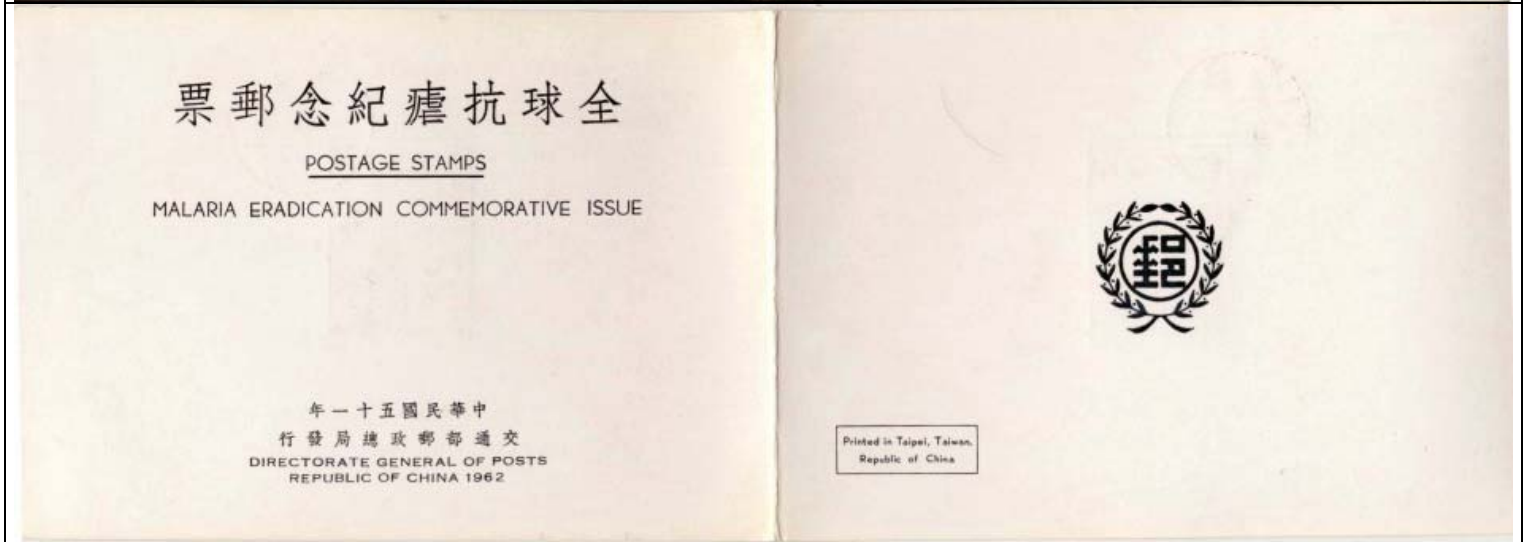 全球抗瘧紀念郵票
POSTAGE STAMPS
MALARIA ERADICATION COMMEMORATIVE ISSUE
中華民國五十一年
交通部郵政總局發行
DIRECTORATE GENERAL OF POSTS
REPUBLIC OF CHINA 1962
郵
Printed in Taipei, Taiwan,
Republic of China